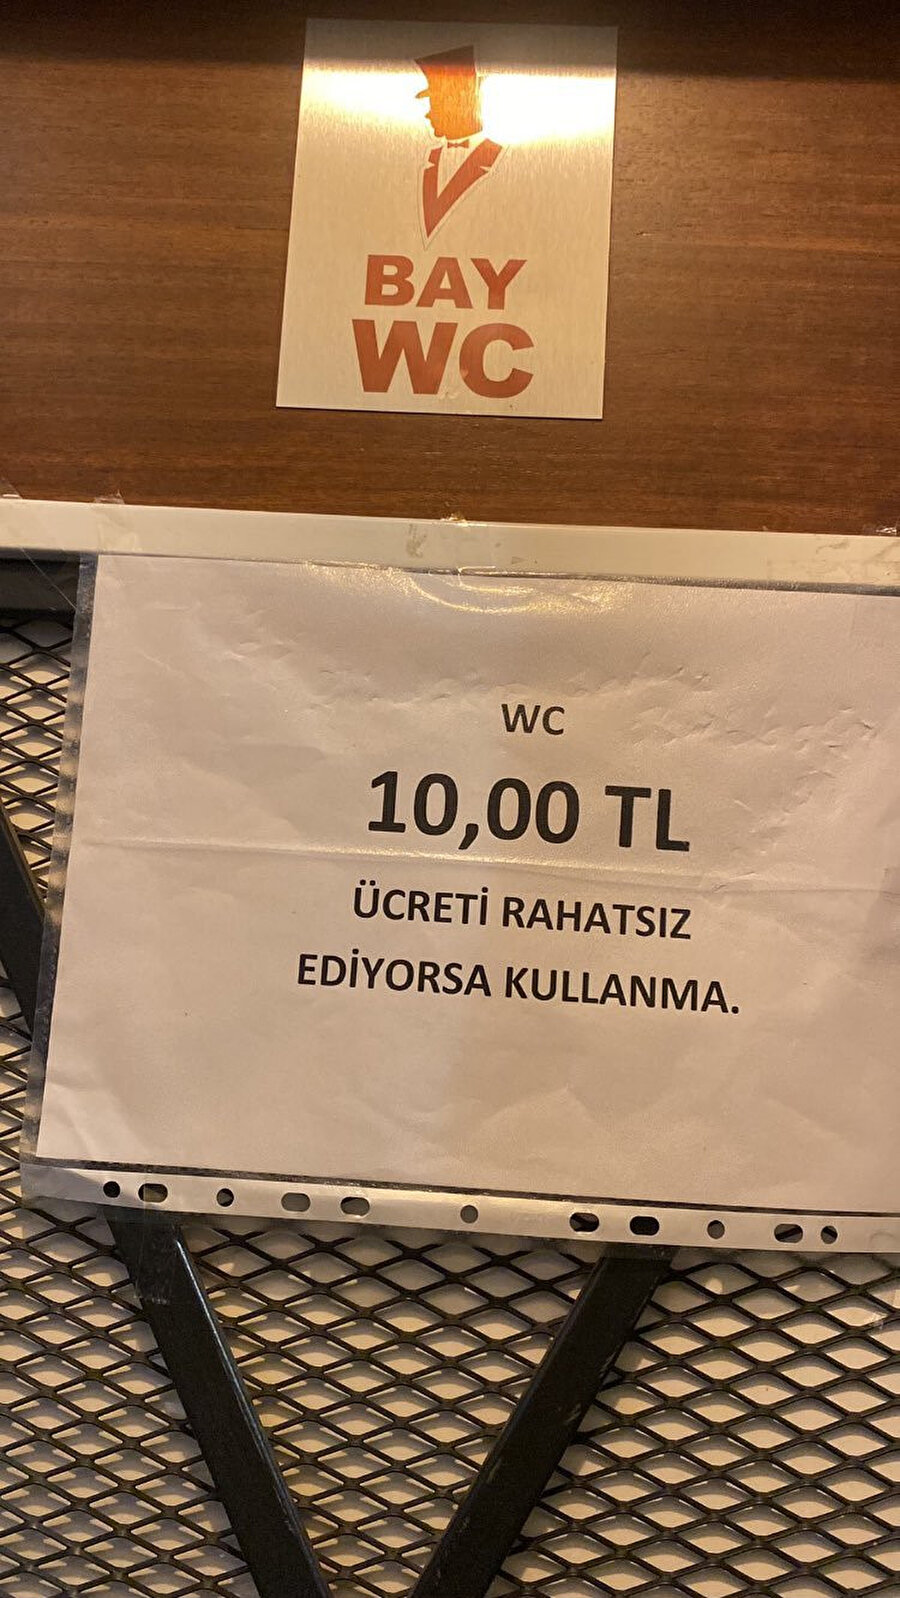 BAY
WC
WC
10,00 TL
ÜCRETİ RAHATSIZ
EDİYORSA KULLANMA.